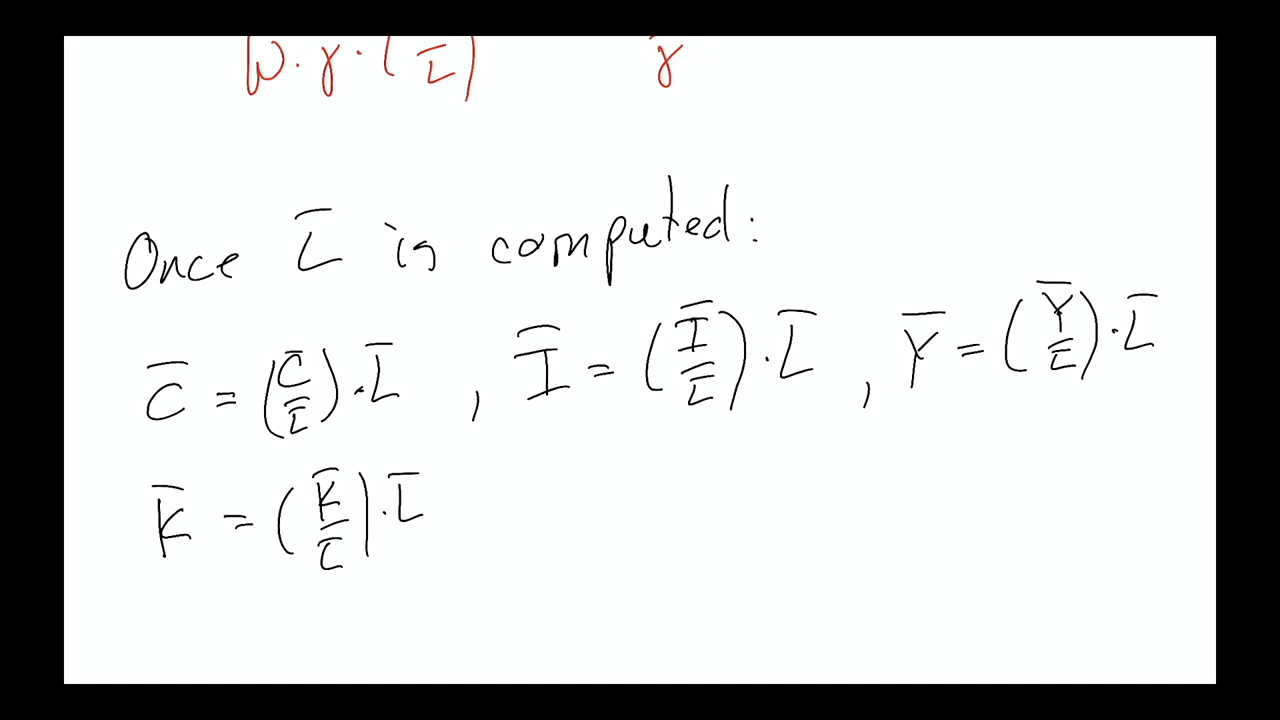 W · γ · (/ L̄) γ
Once L̄ is computed:
C̄ = (C̄/L̄) · L̄ , Ī = (Ī/L̄) · L̄ , Ȳ = (Ȳ/L̄) · L̄
K̄ = (K̄/L̄) · L̄